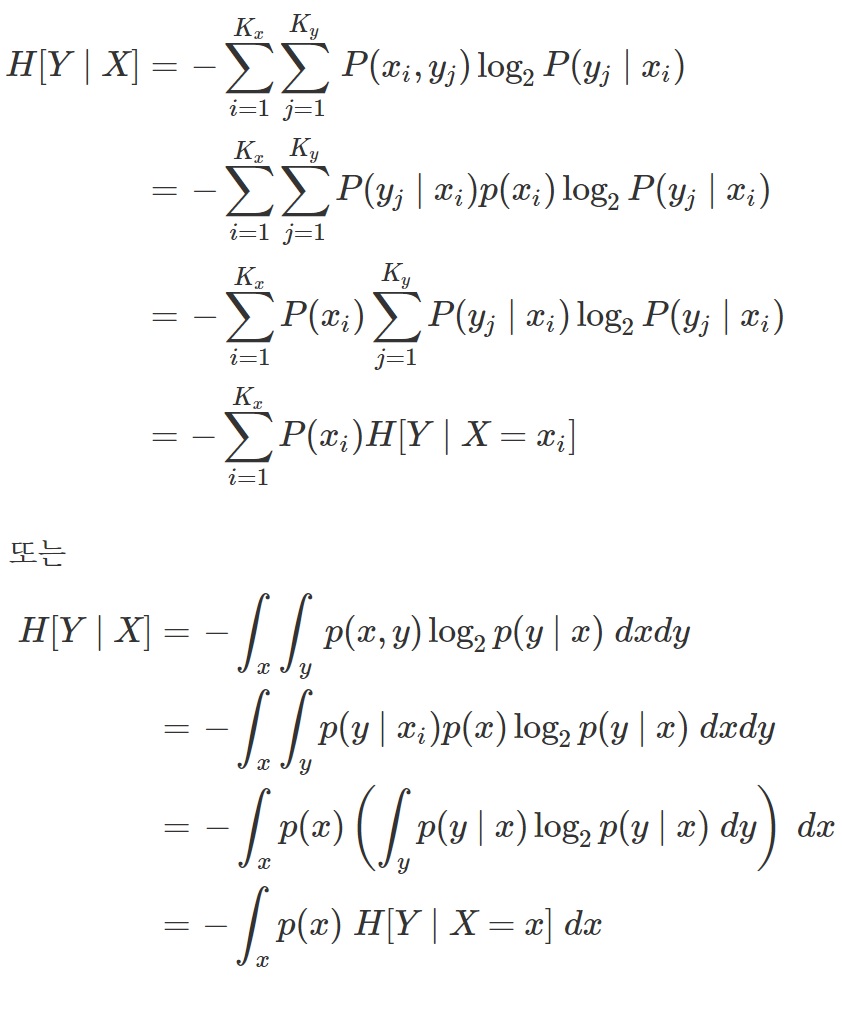 H[Y | X] = −∑_{i=1}^{K_x} ∑_{j=1}^{K_y} P(x_i, y_j) log_2 P(y_j | x_i)
= −∑_{i=1}^{K_x} ∑_{j=1}^{K_y} P(y_j | x_i)p(x_i) log_2 P(y_j | x_i)
= −∑_{i=1}^{K_x} P(x_i) ∑_{j=1}^{K_y} P(y_j | x_i) log_2 P(y_j | x_i)
= −∑_{i=1}^{K_x} P(x_i)H[Y | X = x_i]
또는
H[Y | X] = −∫_x ∫_y p(x, y) log_2 p(y | x) dxdy
= −∫_x ∫_y p(y | x_i)p(x) log_2 p(y | x) dxdy
= −∫_x p(x) (∫_y p(y | x) log_2 p(y | x) dy) dx
= −∫_x p(x) H[Y | X = x] dx